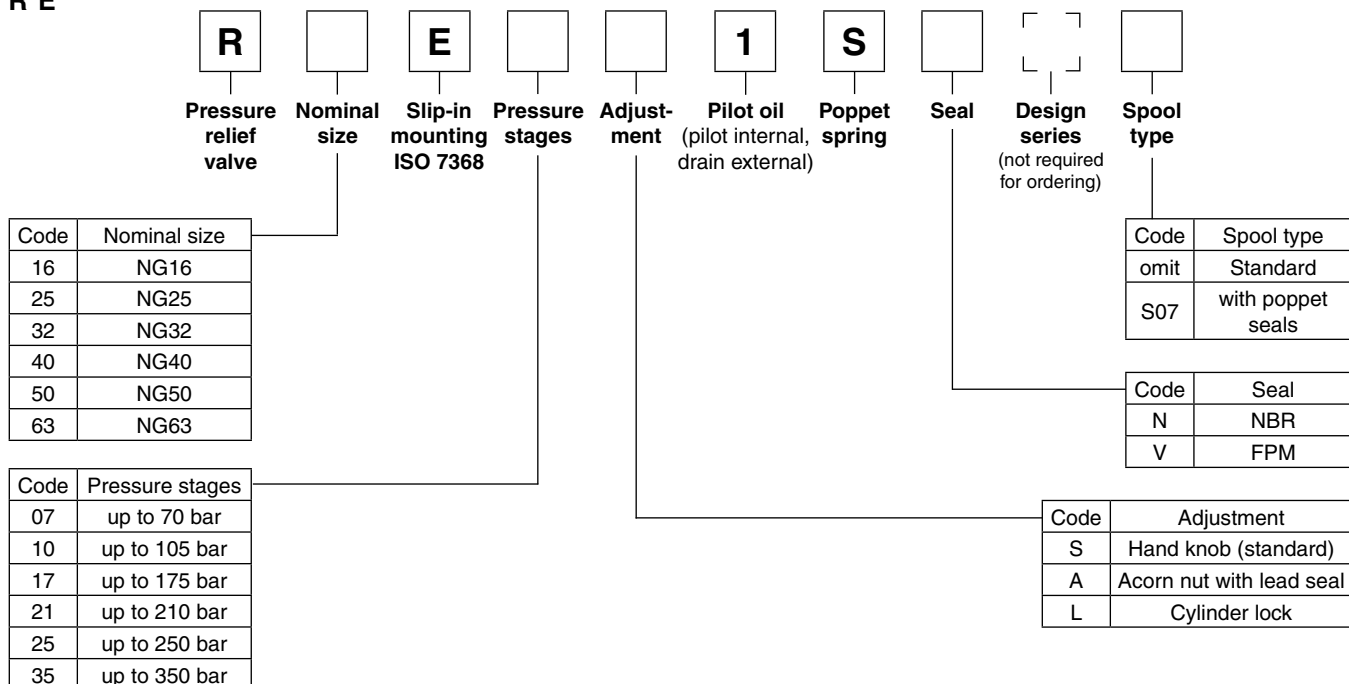 R E
R E 1 S
Pressure relief valve
Nominal size
Slip-in mounting ISO 7368
Pressure stages
Adjust-
ment
Pilot oil
(pilot internal,
drain external)
Poppet spring
Seal
Design series
(not required
for ordering)
Spool type
Code Nominal size
16 NG16
25 NG25
32 NG32
40 NG40
50 NG50
63 NG63
Code Pressure stages
07 up to 70 bar
10 up to 105 bar
17 up to 175 bar
21 up to 210 bar
25 up to 250 bar
35 up to 350 bar
Code Spool type
omit Standard
S07 with poppet
seals
Code Seal
N NBR
V FPM
Code Adjustment
S Hand knob (standard)
A Acorn nut with lead seal
L Cylinder lock